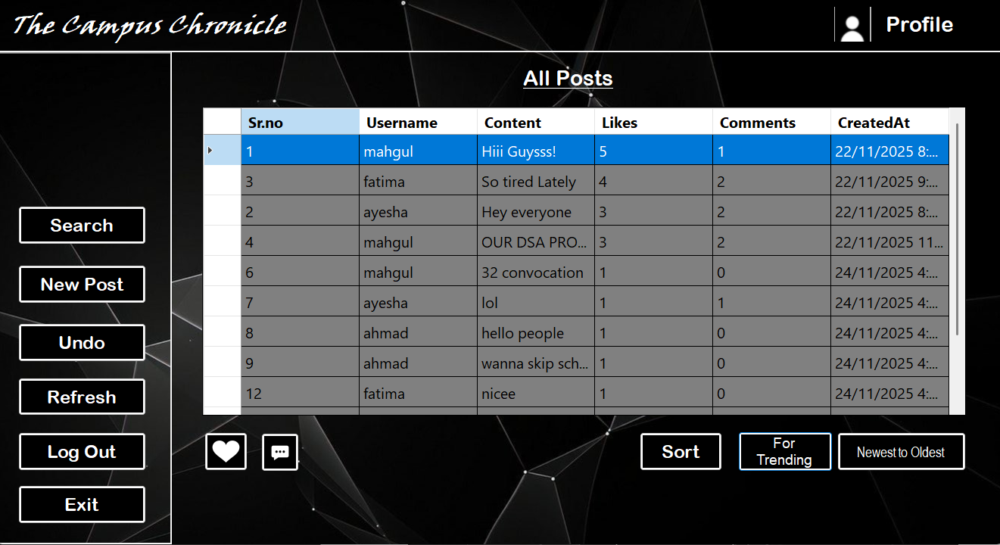 The Campus Chronicle
Profile
All Posts
Sr.no Username Content Likes Comments CreatedAt
1 mahgul Hiii Guysss! 5 1 22/11/2025 8:...
3 fatima So tired Lately 4 2 22/11/2025 9:...
2 ayesha Hey everyone 3 2 22/11/2025 8:...
4 mahgul OUR DSA PRO... 3 2 22/11/2025 11...
6 mahgul 32 convocation 1 0 24/11/2025 4:...
7 ayesha lol 1 1 24/11/2025 4:...
8 ahmad hello people 1 0 24/11/2025 4:...
9 ahmad wanna skip sch... 1 0 24/11/2025 4:...
12 fatima nicee 1 0 24/11/2025 4:...
Search
New Post
Undo
Refresh
Log Out
Exit
Sort
For
Trending
Newest to Oldest